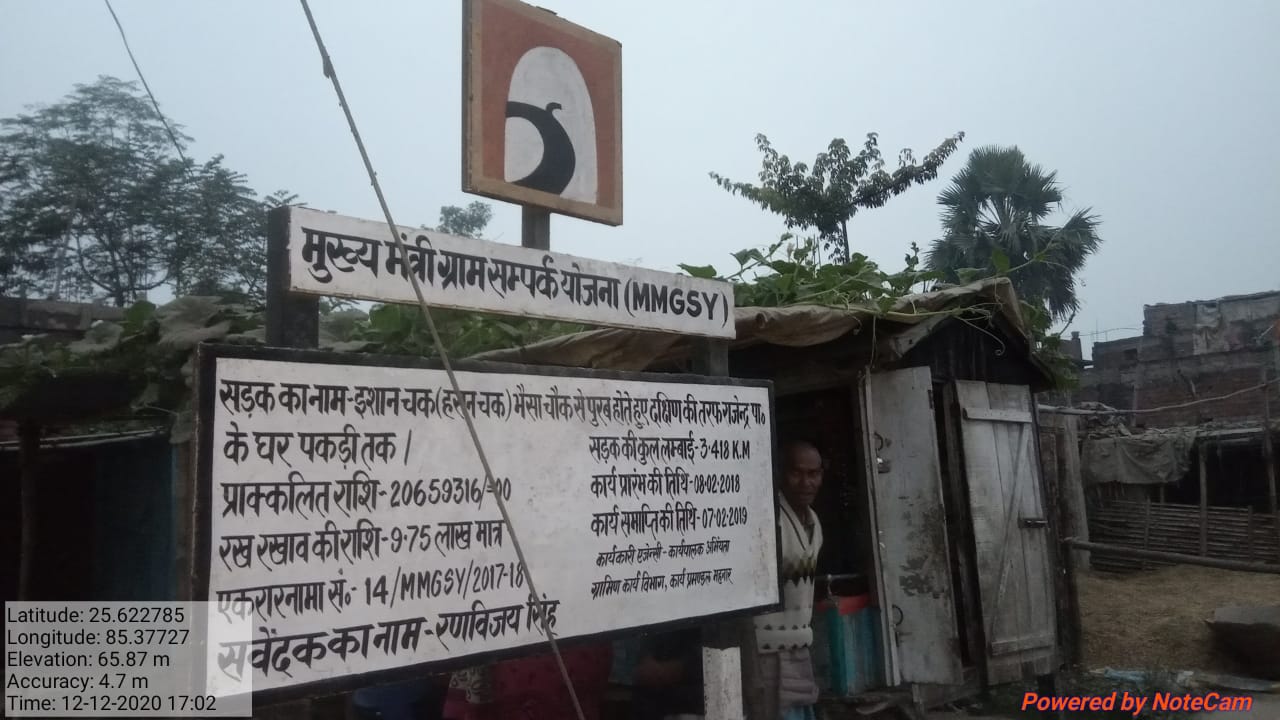 मुख्य मंत्री ग्राम सम्पर्क योजना (MMGSY)
सड़क का नाम-इशान चक(हसन चक) भैसा चौक से पुरब होते हुए दक्षिण की तरफ राजेन्द्र पा॰
के घर पकड़ी तक।
सड़क की कुल लम्बाई-3.418 K.M
प्राक्कलित राशि-20659316/=00
कार्य प्रारंभ की तिथि-08.02.2018
रख रखाव की राशि-9.75 लाख मात्र
कार्य समाप्ति की तिथि-07.02.2019
एकरारनामा सं॰- 14/MMGSY/2017-18
कार्यकारी एजेन्सी-कार्यपालक अभियंता
ग्रामिण कार्य विभाग, कार्य प्रमण्डल महनार
सवेंदक का नाम-रणविजय सिंह
Latitude: 25.622785
Longitude: 85.37727
Elevation: 65.87 m
Accuracy: 4.7 m
Time: 12-12-2020 17:02
Powered by NoteCam